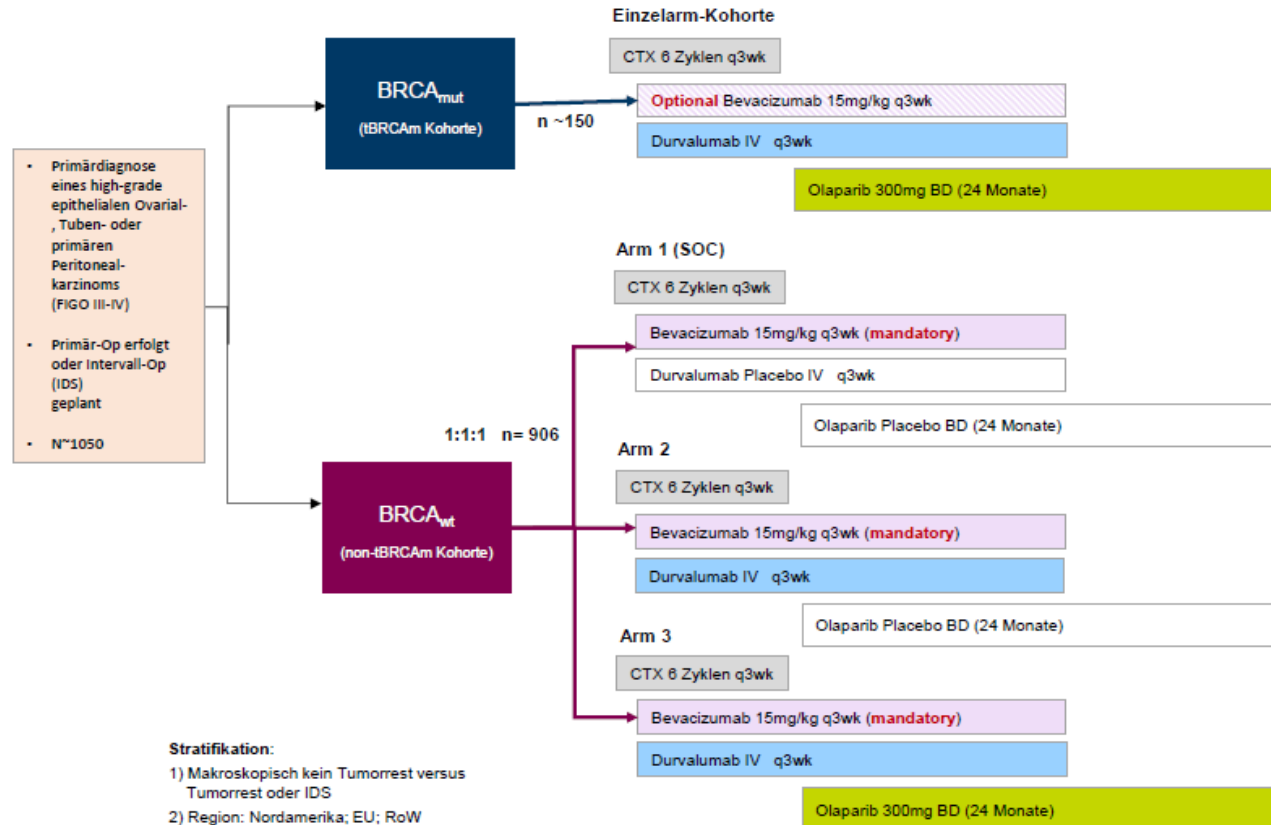 Einzelarm-Kohorte
CTX 6 Zyklen q3wk
BRCAmut
(tBRCAm Kohorte)
n ~150
Optional Bevacizumab 15mg/kg q3wk
Durvalumab IV q3wk
Olaparib 300mg BD (24 Monate)
• Primärdiagnose
eines high-grade
epithelialen Ovarial-
, Tuben- oder
primären
Peritoneal-
karzinoms
(FIGO III-IV)
• Primär-Op erfolgt
oder Intervall-Op
(IDS)
geplant
• N~1050
Arm 1 (SOC)
CTX 6 Zyklen q3wk
Bevacizumab 15mg/kg q3wk (mandatory)
Durvalumab Placebo IV q3wk
Olaparib Placebo BD (24 Monate)
1:1:1 n= 906
BRCAwt
(non-tBRCAm Kohorte)
Arm 2
CTX 6 Zyklen q3wk
Bevacizumab 15mg/kg q3wk (mandatory)
Durvalumab IV q3wk
Olaparib Placebo BD (24 Monate)
Arm 3
CTX 6 Zyklen q3wk
Bevacizumab 15mg/kg q3wk (mandatory)
Durvalumab IV q3wk
Olaparib 300mg BD (24 Monate)
Stratifikation:
1) Makroskopisch kein Tumorrest versus
Tumorrest oder IDS
2) Region: Nordamerika; EU; RoW